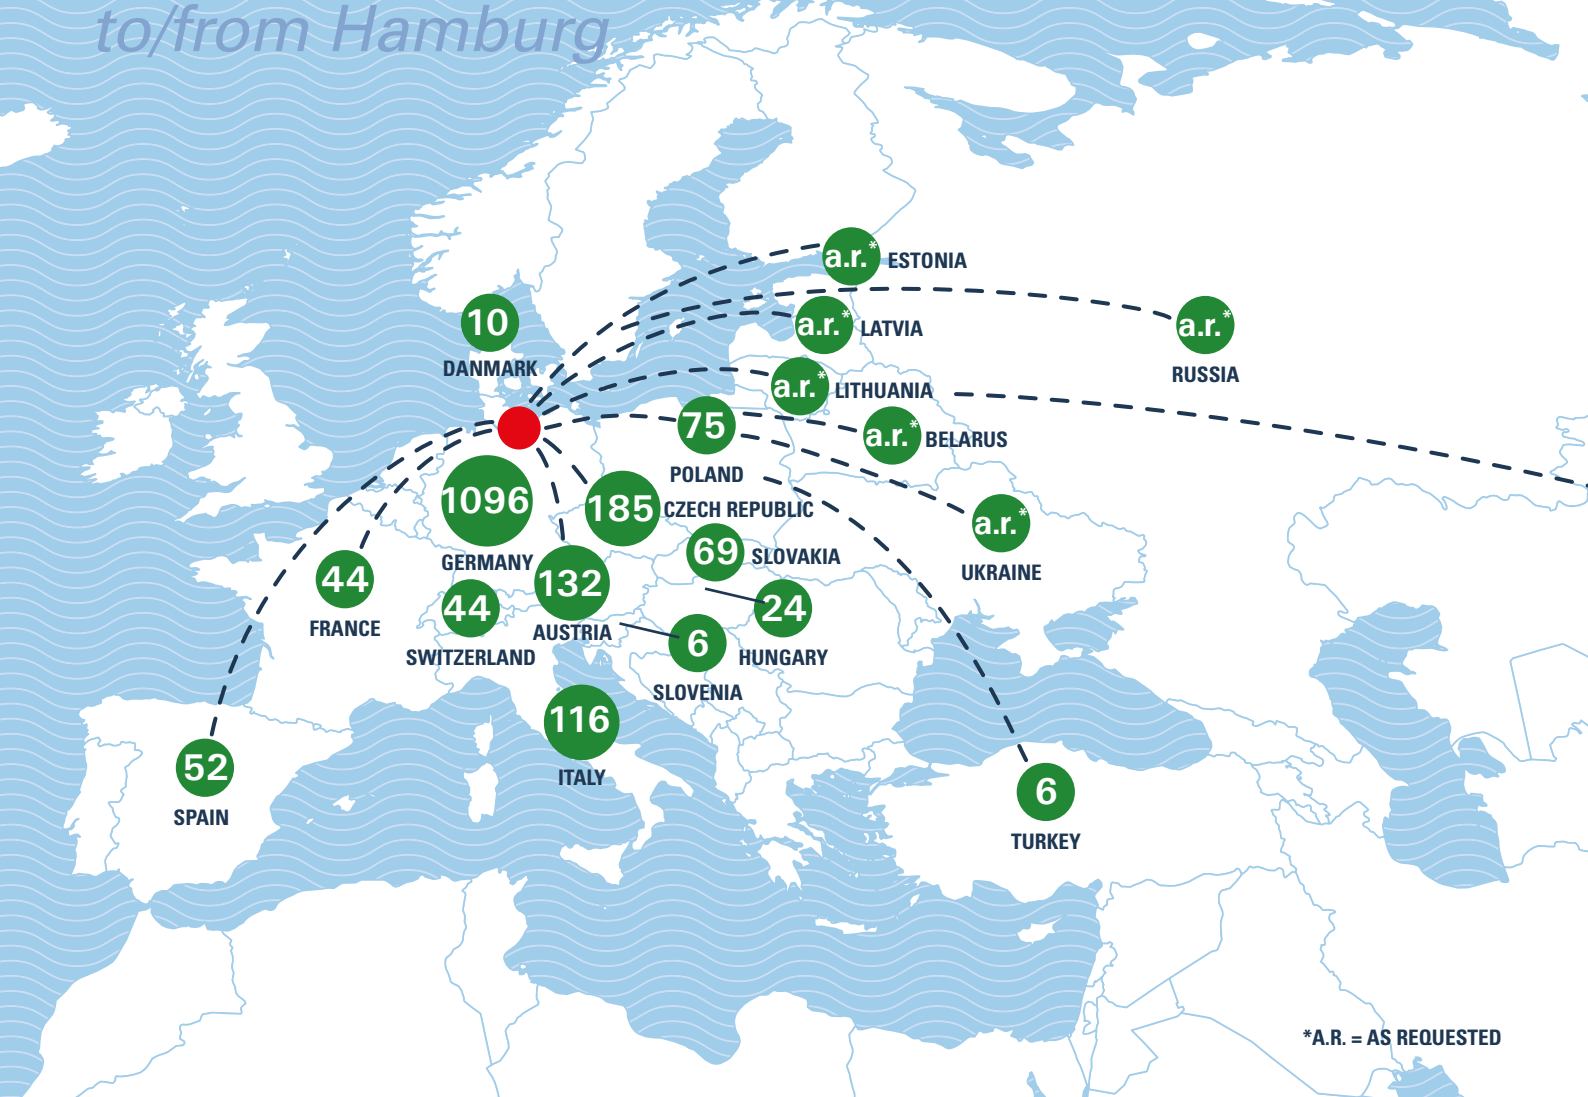 to/from Hamburg
a.r.* ESTONIA
10
DANMARK
a.r.* LATVIA
a.r.*
RUSSIA
a.r.* LITHUANIA
75
POLAND
a.r.* BELARUS
1096
GERMANY
185 CZECH REPUBLIC
a.r.*
UKRAINE
69 SLOVAKIA
44
FRANCE
132
AUSTRIA
44
SWITZERLAND
24
HUNGARY
6
SLOVENIA
116
ITALY
52
SPAIN
6
TURKEY
*A.R. = AS REQUESTED